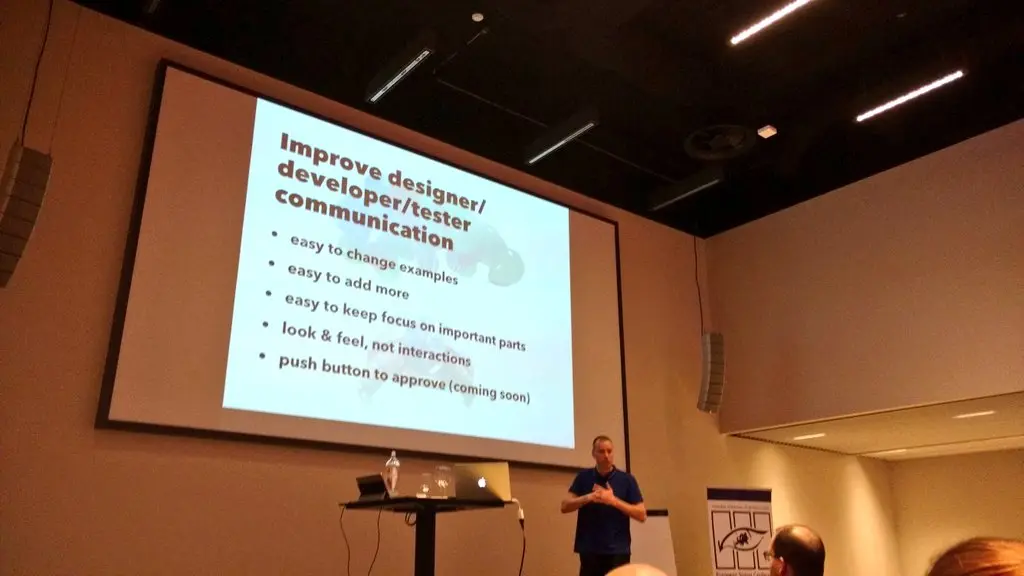 Improve designer/
developer/tester
communication
• easy to change examples
• easy to add more
• easy to keep focus on important parts
• look & feel, not interactions
• push button to approve (coming soon)